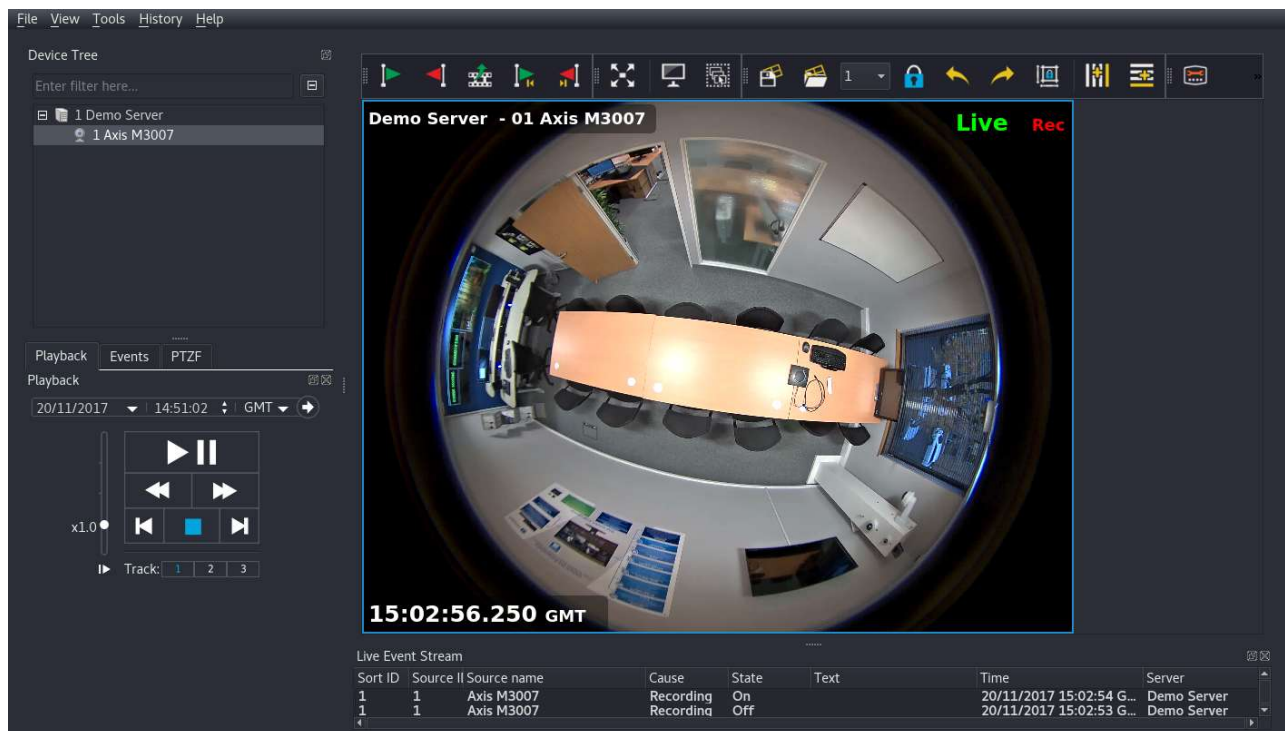 File View Tools History Help
Device Tree
Enter filter here...
1 Demo Server
1 Axis M3007
Playback Events PTZF
Playback
20/11/2017 14:51:02 GMT
x1.0
Track: 1 2 3
1
Demo Server - 01 Axis M3007
Live Rec
15:02:56.250 GMT
Live Event Stream
Sort ID Source II Source name Cause State Text Time Server
1 1 Axis M3007 Recording On 20/11/2017 15:02:54 G... Demo Server
1 1 Axis M3007 Recording Off 20/11/2017 15:02:53 G... Demo Server